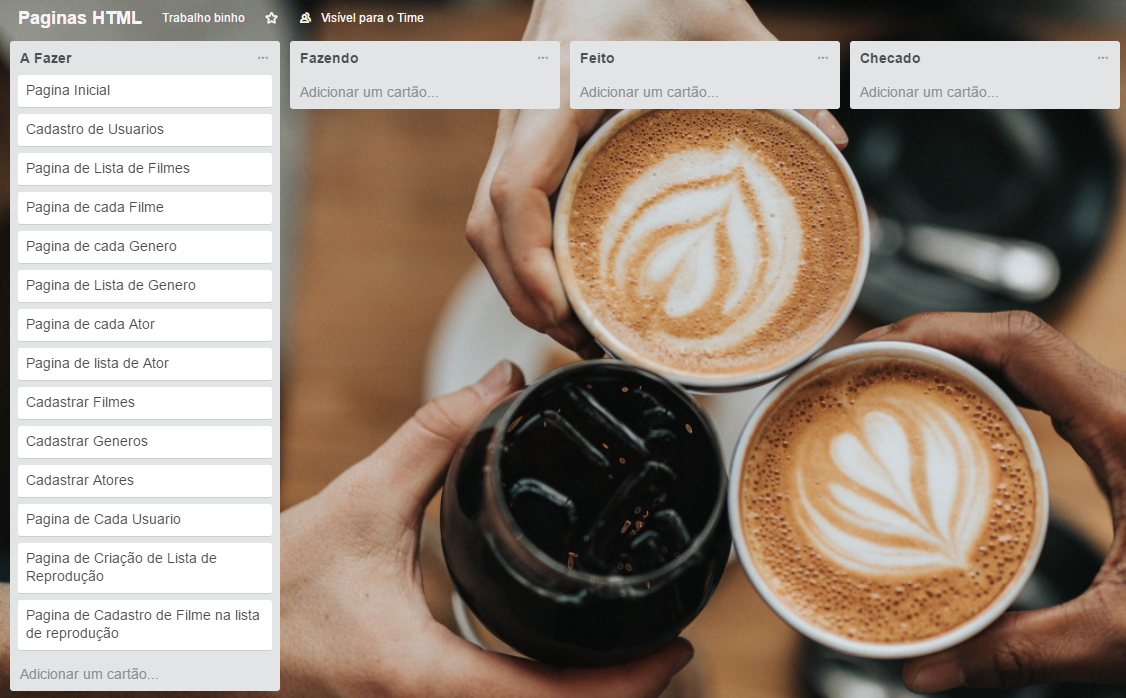 Paginas HTML Trabalho binho Visível para o Time
A Fazer
Pagina Inicial
Cadastro de Usuarios
Pagina de Lista de Filmes
Pagina de cada Filme
Pagina de cada Genero
Pagina de Lista de Genero
Pagina de cada Ator
Pagina de lista de Ator
Cadastrar Filmes
Cadastrar Generos
Cadastrar Atores
Pagina de Cada Usuario
Pagina de Criação de Lista de
Reprodução
Pagina de Cadastro de Filme na lista
de reprodução
Adicionar um cartão...
Fazendo
Adicionar um cartão...
Feito
Adicionar um cartão...
Checado
Adicionar um cartão...